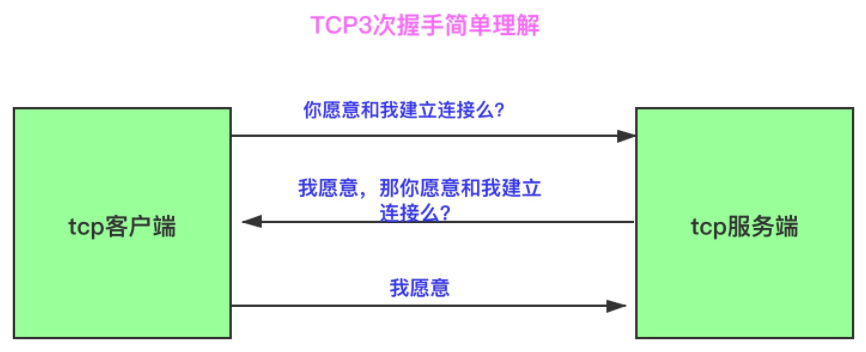 TCP3次握手简单理解
你愿意和我建立连接么?
我愿意，那你愿意和我建立
连接么?
tcp客户端
tcp服务端
我愿意